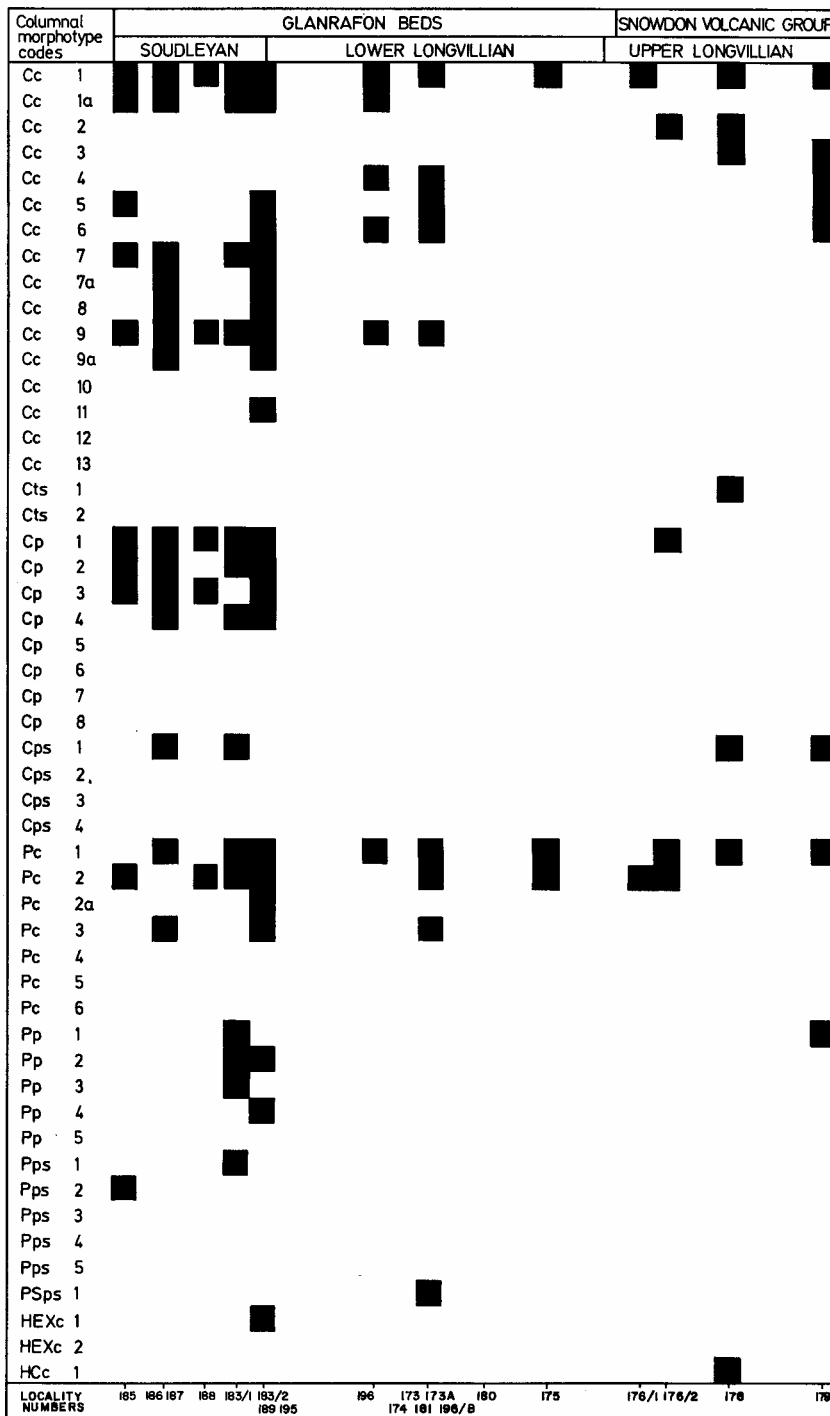 Columnal
morphotype
codes
GLANRAFON BEDS
SNOWDON VOLCANIC GROUP
SOUDLEYAN
LOWER LONGVILLIAN
UPPER LONGVILLIAN
Cc 1
Cc 1a
Cc 2
Cc 3
Cc 4
Cc 5
Cc 6
Cc 7
Cc 7a
Cc 8
Cc 9
Cc 9a
Cc 10
Cc 11
Cc 12
Cc 13
Cts 1
Cts 2
Cp 1
Cp 2
Cp 3
Cp 4
Cp 5
Cp 6
Cp 7
Cp 8
Cps 1
Cps 2
Cps 3
Cps 4
Pc 1
Pc 2
Pc 2a
Pc 3
Pc 4
Pc 5
Pc 6
Pp 1
Pp 2
Pp 3
Pp 4
Pp 5
Pps 1
Pps 2
Pps 3
Pps 4
Pps 5
PSps 1
HEXc 1
HEXc 2
HCc 1
LOCALITY
NUMBERS
185 186 187 188 183/1 183/2 196 173 173A 180 175 176/1 176/2 178 179
189 195 174 181 196/B